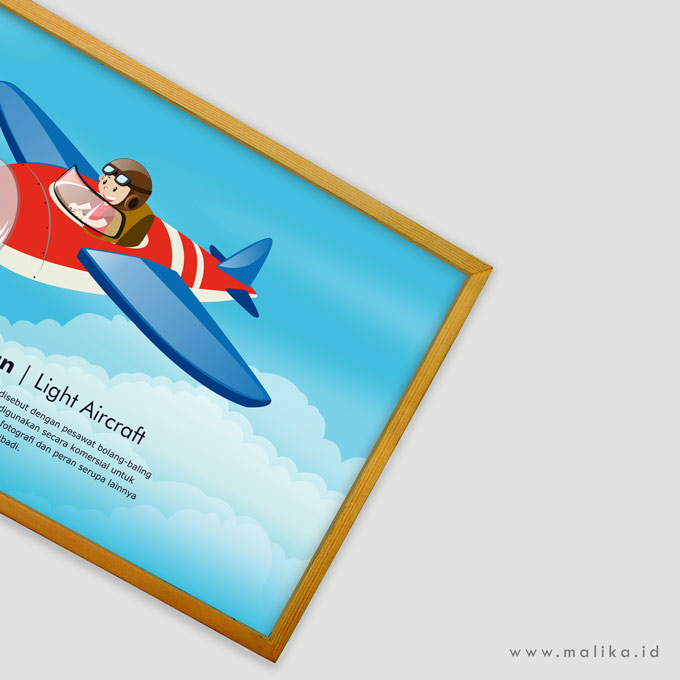 | Light Aircraft
disebut dengan pesawat bolang-baling
digunakan secara komersial untuk
fotografi dan peran serupa lainnya
www.malika.id